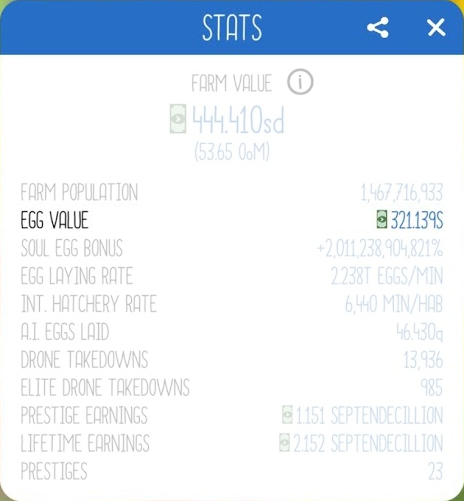 STATS
FARM VALUE i
444.410sd
(53.65 OoM)
FARM POPULATION 1,467,716,933
EGG VALUE 321.139S
SOUL EGG BONUS +2,011,238,904,821%
EGG LAYING RATE 2.238T EGGS/MIN
INT. HATCHERY RATE 6,440 MIN/HAB
A.I. EGGS LAID 46.430q
DRONE TAKEDOWNS 13,936
ELITE DRONE TAKEDOWNS 985
PRESTIGE EARNINGS 1.151 SEPTENDECILLION
LIFETIME EARNINGS 2.152 SEPTENDECILLION
PRESTIGES 23